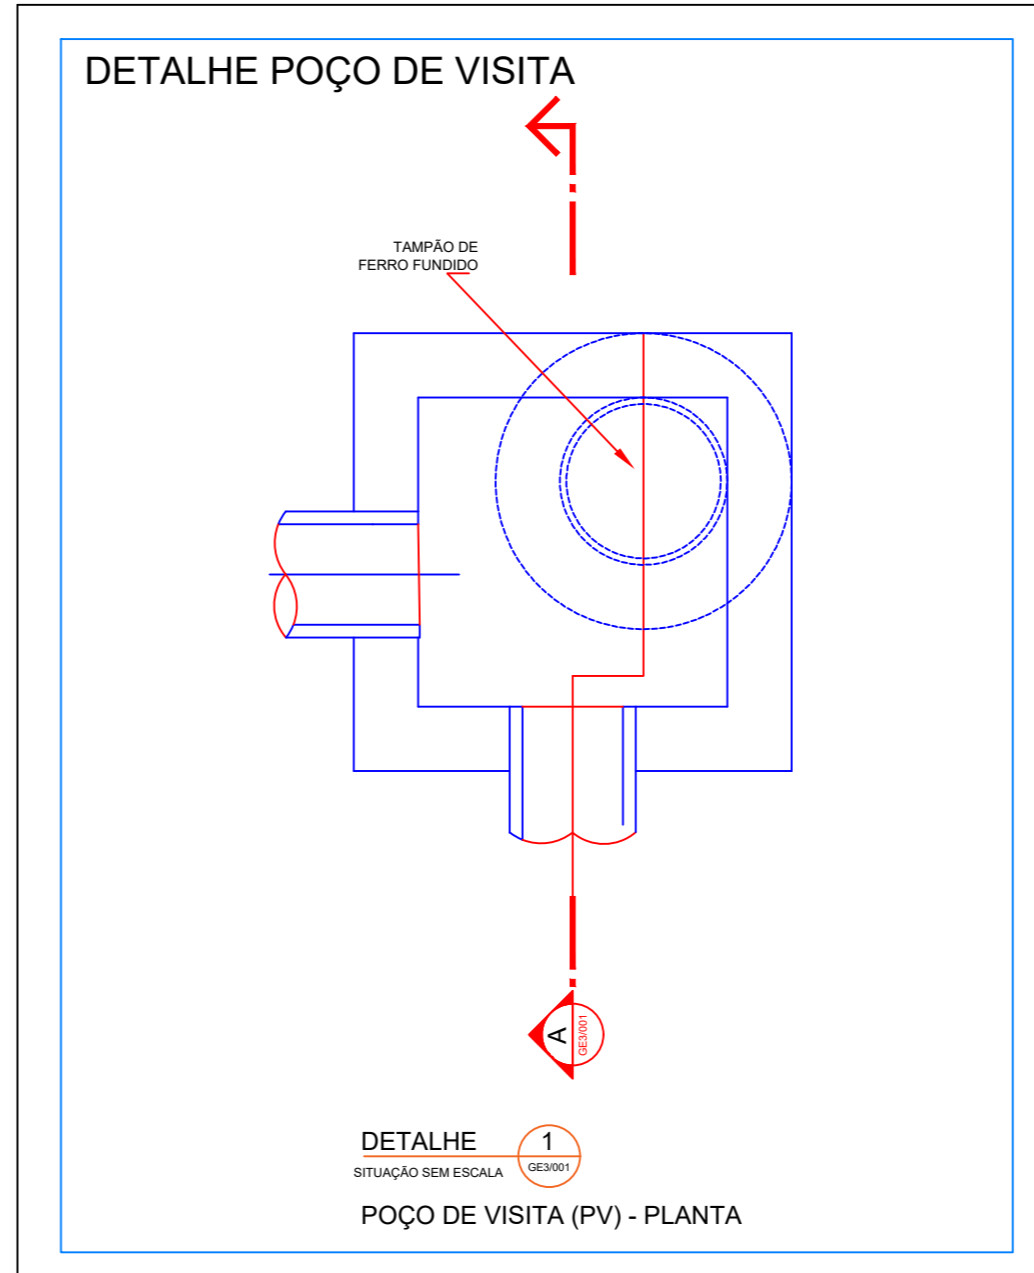 DETALHE POÇO DE VISITA
TAMPÃO DE
FERRO FUNDIDO
A
GE3/001
DETALHE
1
SITUAÇÃO SEM ESCALA
GE3/001
POÇO DE VISITA (PV) - PLANTA